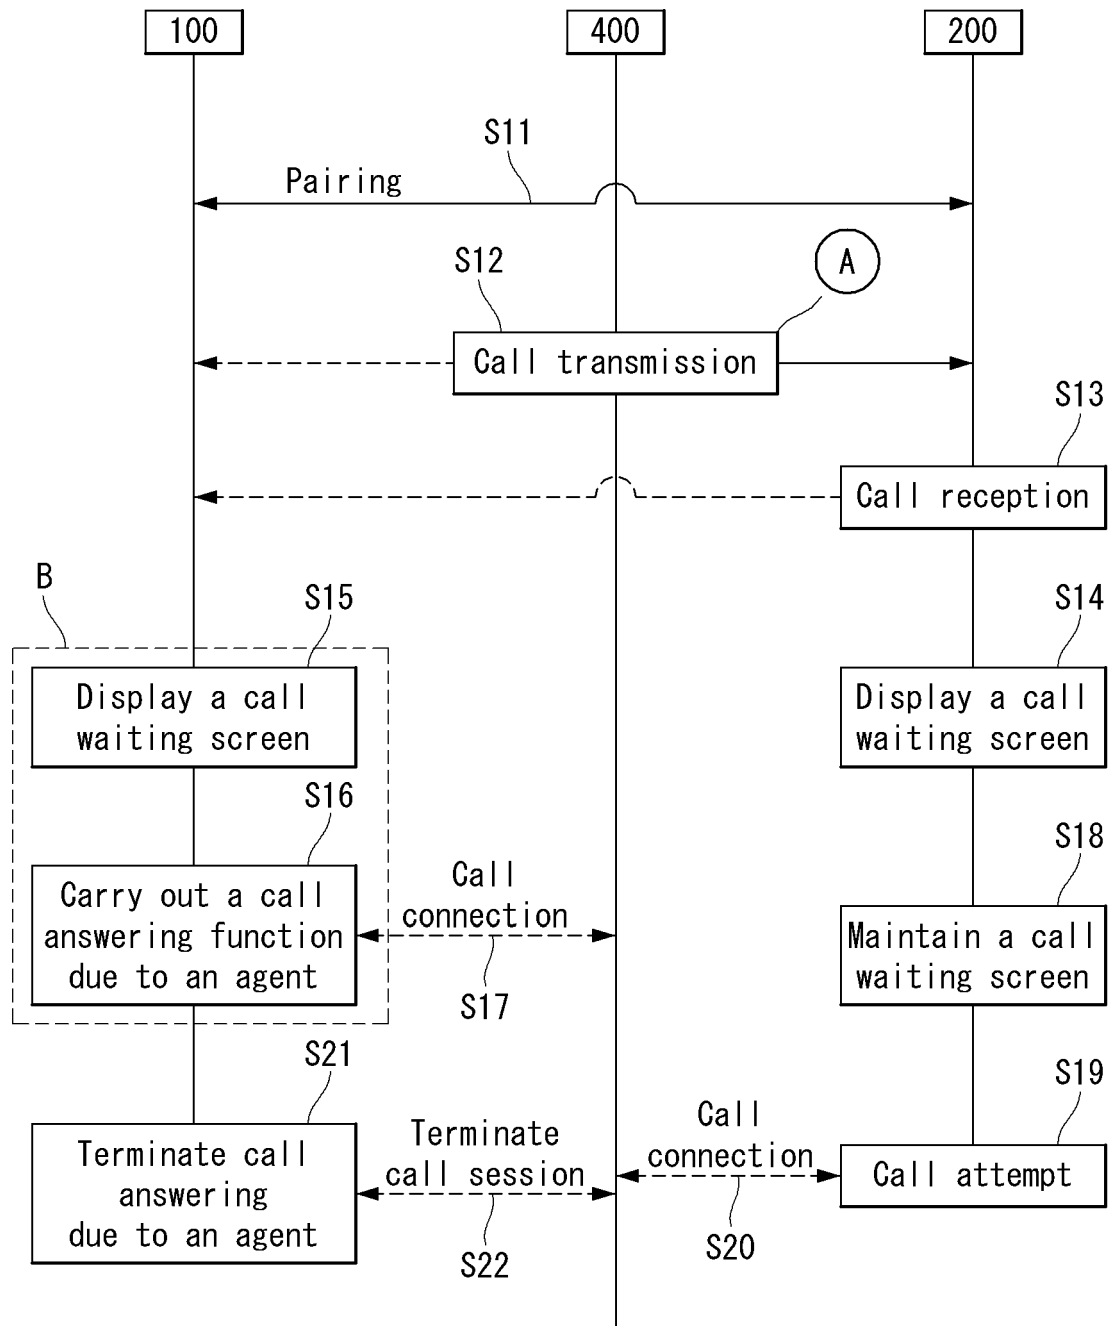 100
400
200
S11
Pairing
S12
A
Call transmission
S13
Call reception
B
S15
S14
Display a call
waiting screen
Display a call
waiting screen
S16
S18
Carry out a call
answering function
due to an agent
Call
connection
S17
Maintain a call
waiting screen
S21
S19
Terminate call
answering
due to an agent
Terminate
call session
S22
Call
connection
S20
Call attempt